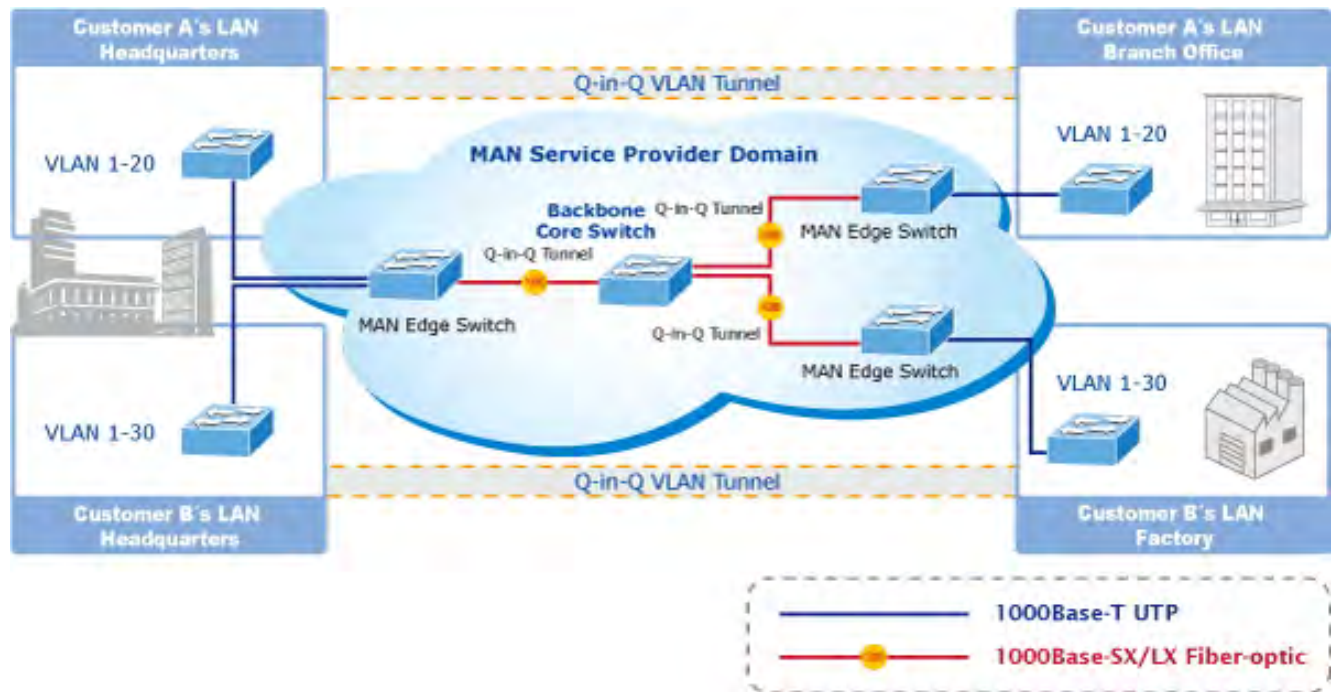 Customer A's LAN
Headquarters
Customer A's LAN
Branch Office
Q-in-Q VLAN Tunnel
VLAN 1-20
VLAN 1-20
MAN Service Provider Domain
Backbone
Core Switch
Q-in-Q Tunnel
Q-in-Q Tunnel
MAN Edge Switch
MAN Edge Switch
Q-in-Q Tunnel
MAN Edge Switch
VLAN 1-30
VLAN 1-30
Q-in-Q VLAN Tunnel
Customer B's LAN
Headquarters
Customer B's LAN
Factory
1000Base-T UTP
1000Base-SX/LX Fiber-optic